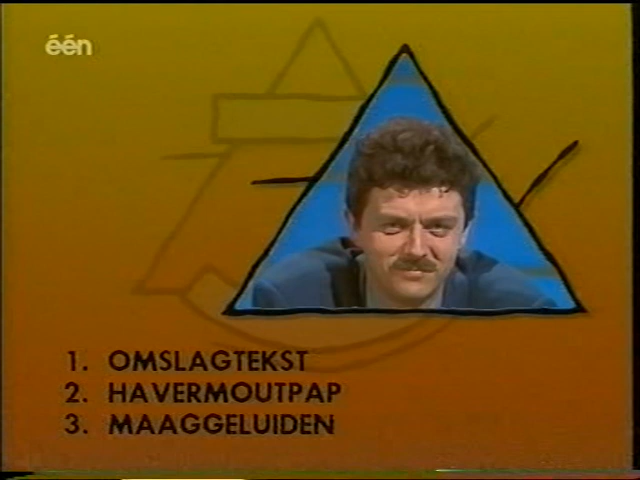 één
1. OMSLAGTEKST
2. HAVERMOUTPAP
3. MAAGGELUIDEN